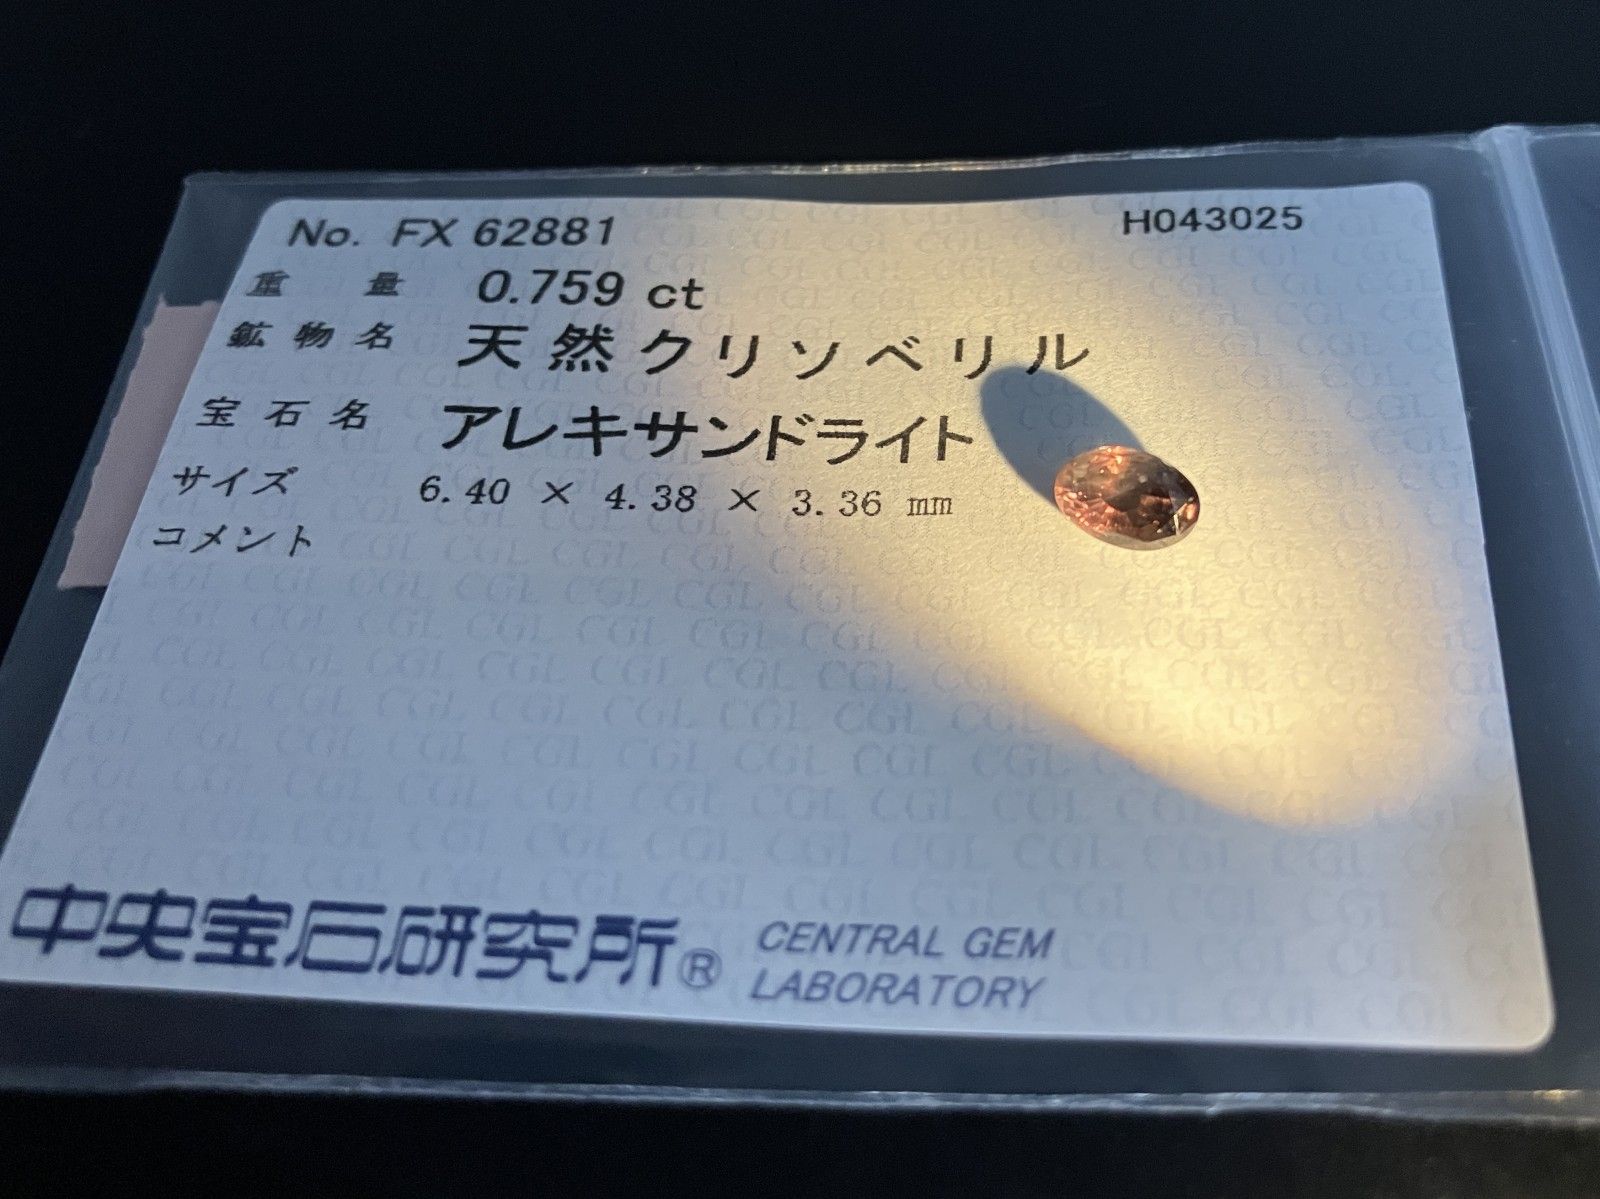 No. FX 62881 H043025
重量 0.759 ct
鉱物名 天然クリソベリル
宝石名 アレキサンドライト
サイズ 6.40 × 4.38 × 3.36 mm
コメント
中央宝石研究所® CENTRAL GEM
LABORATORY